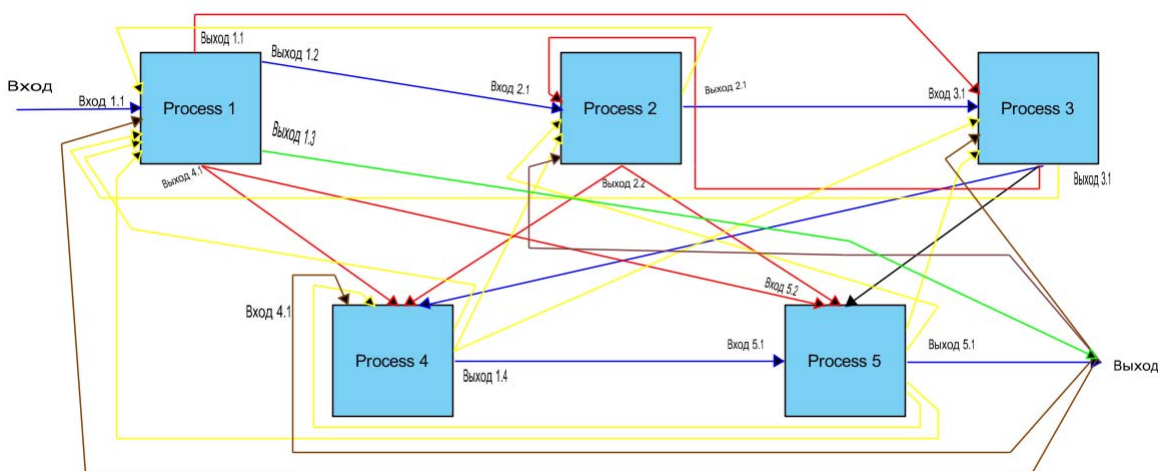 Выход 1.1
Выход 1.2
Вход
Вход 1.1
Process 1
Вход 2.1
Process 2
Выход 2.1
Вход 3.1
Process 3
Выход 1.3
Выход 4.1
Выход 2.2
Выход 3.1
Вход 5.2
Вход 4.1
Process 4
Вход 5.1
Process 5
Выход 5.1
Выход
Выход 1.4